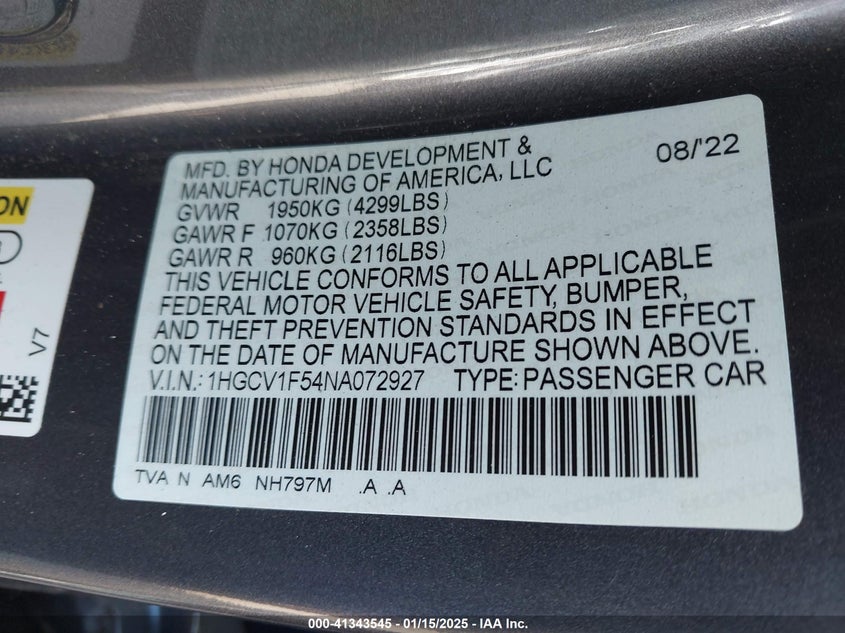 MFD. BY HONDA DEVELOPMENT & 08/'22
MANUFACTURING OF AMERICA, LLC
GVWR 1950KG (4299LBS)
GAWR F 1070KG (2358LBS)
GAWR R 960KG (2116LBS)
THIS VEHICLE CONFORMS TO ALL APPLICABLE
FEDERAL MOTOR VEHICLE SAFETY, BUMPER,
AND THEFT PREVENTION STANDARDS IN EFFECT
ON THE DATE OF MANUFACTURE SHOWN ABOVE.
V.I.N.: 1HGCV1F54NA072927 TYPE: PASSENGER CAR
TVA N AM6 NH797M .A .A
V7
000-41343545 - 01/15/2025 - IAA Inc.